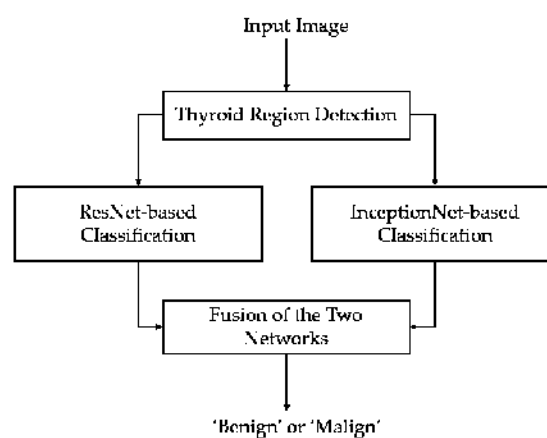 Input Image
Thyroid Region Detection
ResNet-based
Classification
InceptionNet-based
Classification
Fusion of the Two
Networks
'Benign' or 'Malign'